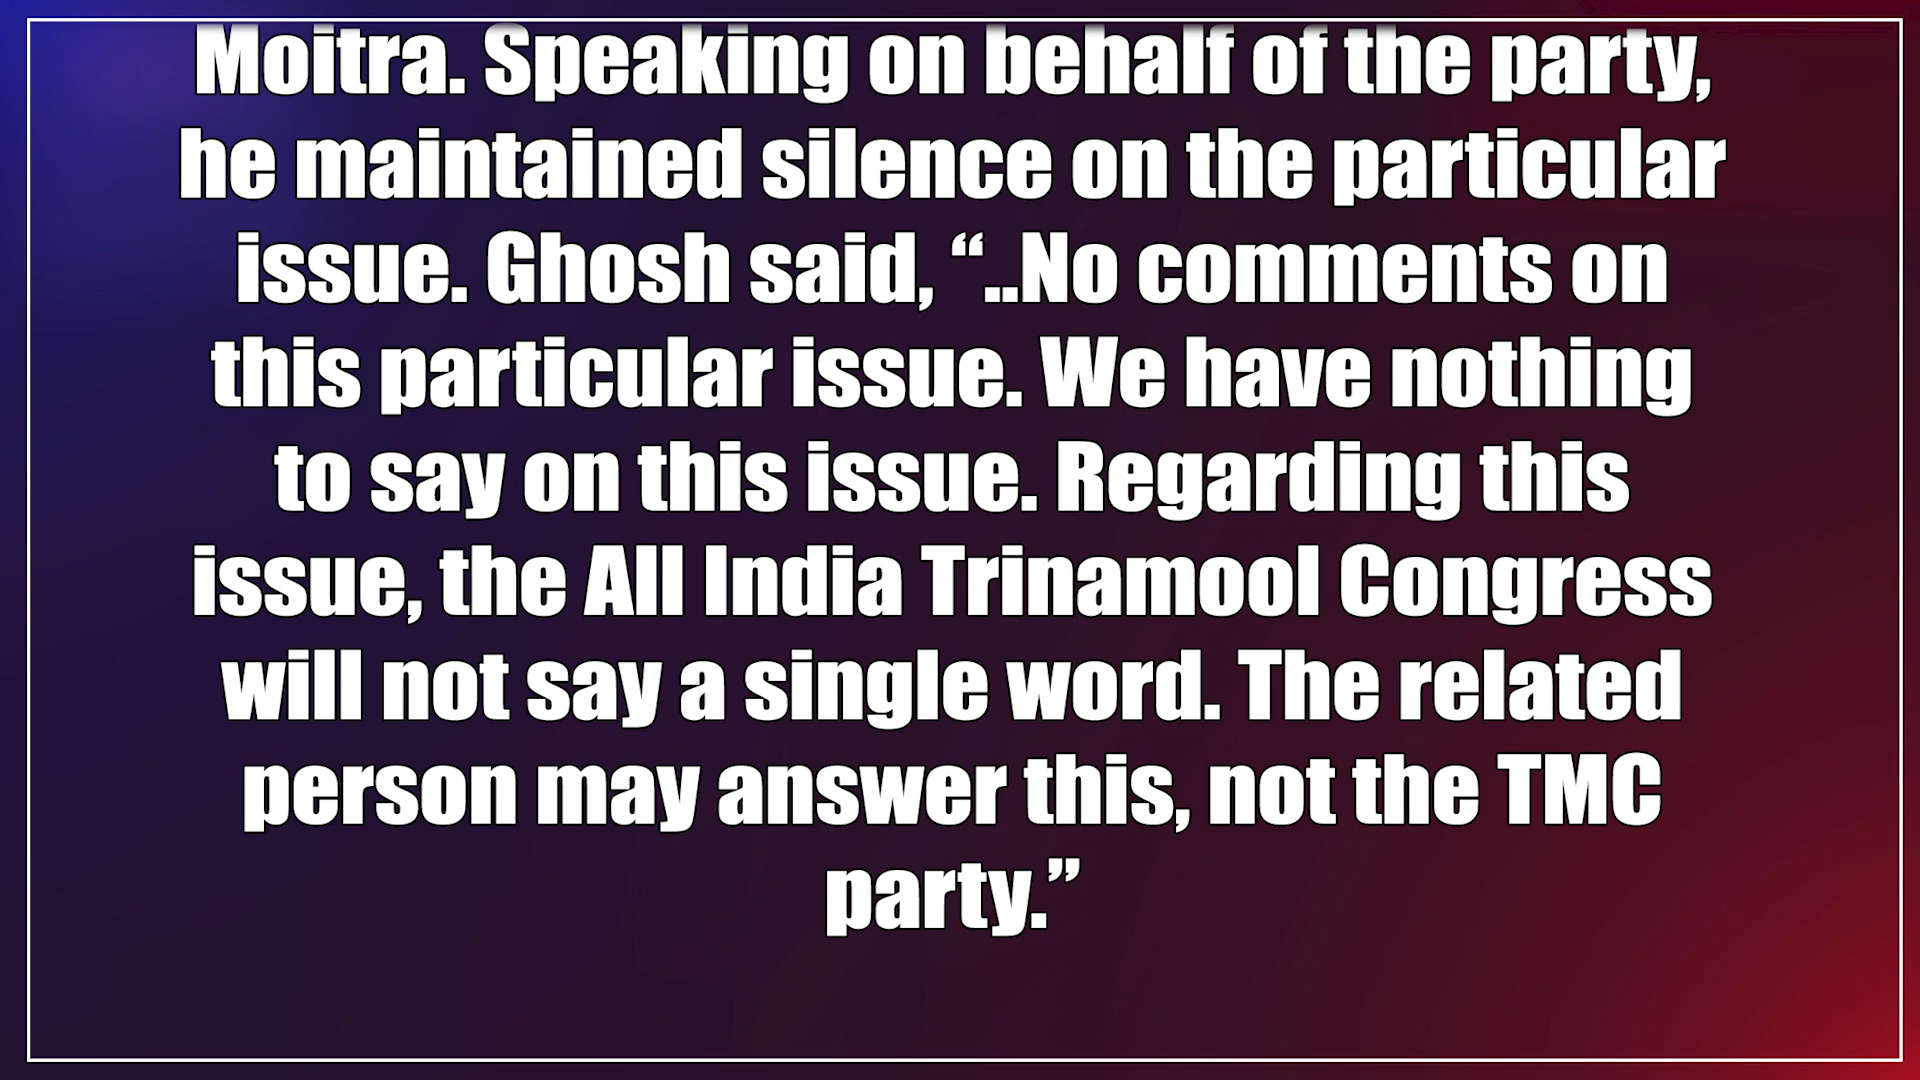 Moitra. Speaking on behalf of the party,
he maintained silence on the particular
issue. Ghosh said, “..No comments on
this particular issue. We have nothing
to say on this issue. Regarding this
issue, the All India Trinamool Congress
will not say a single word. The related
person may answer this, not the TMC
party.”